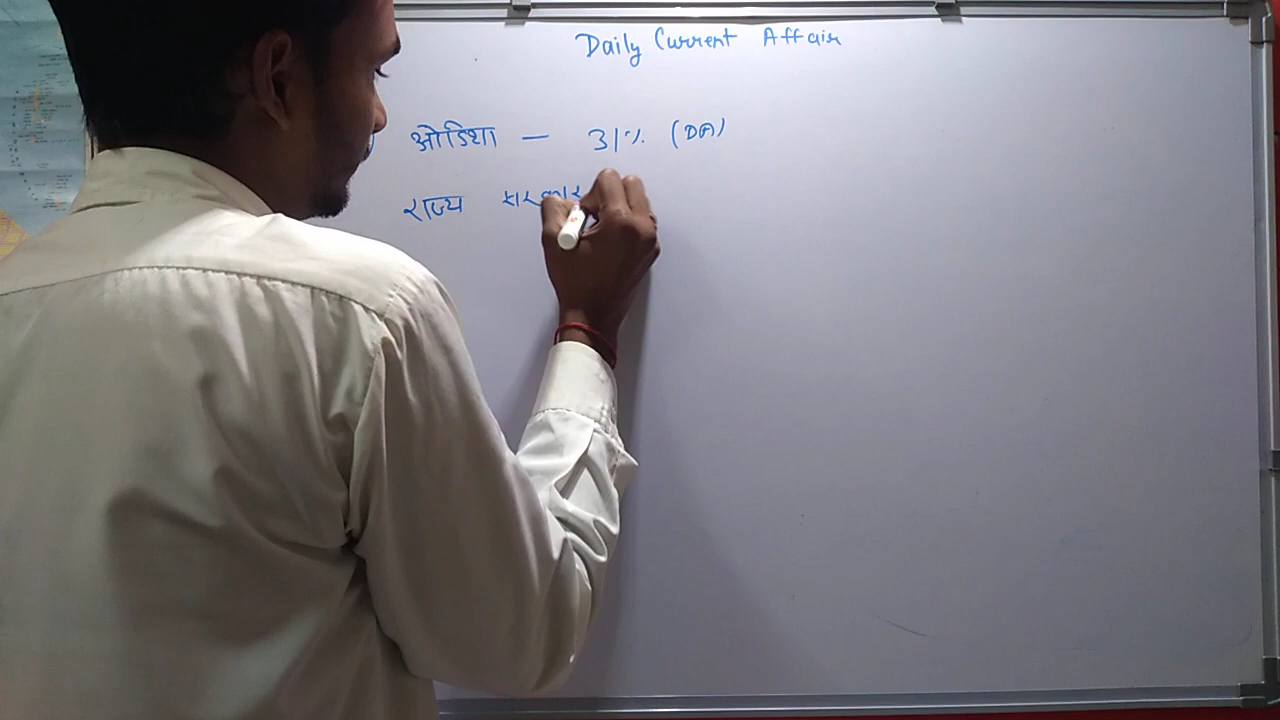 Daily Current Affair
ओडिशा — 31% (DA)
राज्य सरकार